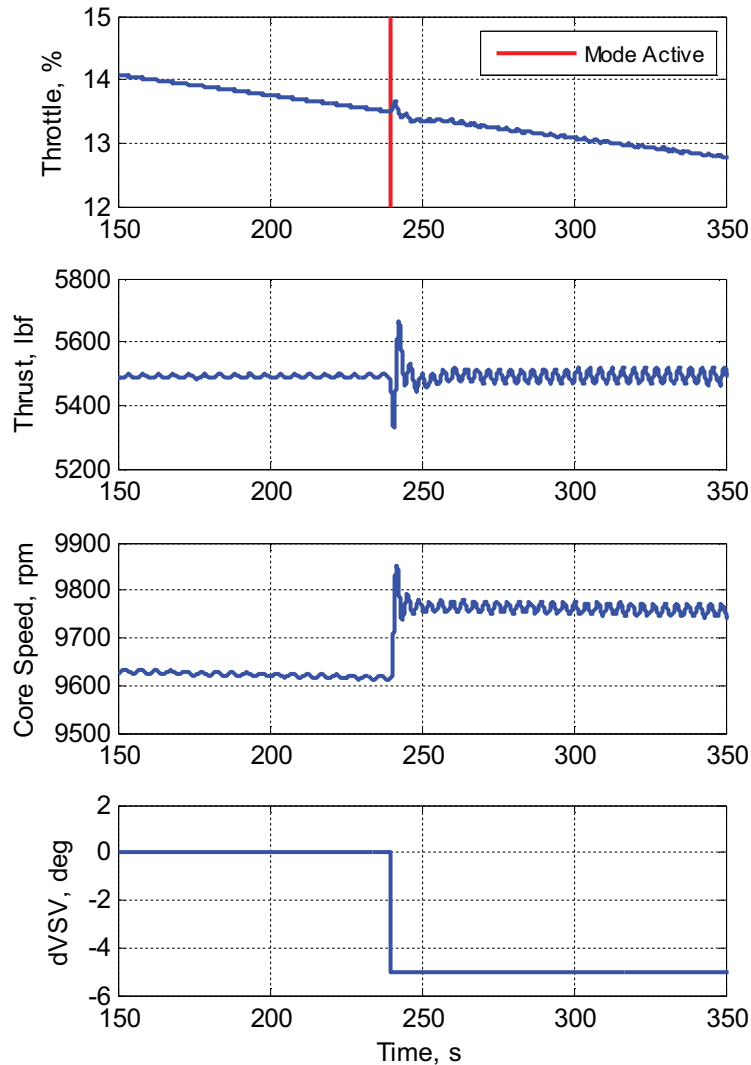 15
14
13
12
Throttle, %
Mode Active
150 200 250 300 350
5800
5600
5400
5200
Thrust, lbf
150 200 250 300 350
9900
9800
9700
9600
9500
Core Speed, rpm
150 200 250 300 350
2
0
-2
-4
-6
dVSV, deg
150 200 250 300 350
Time, s